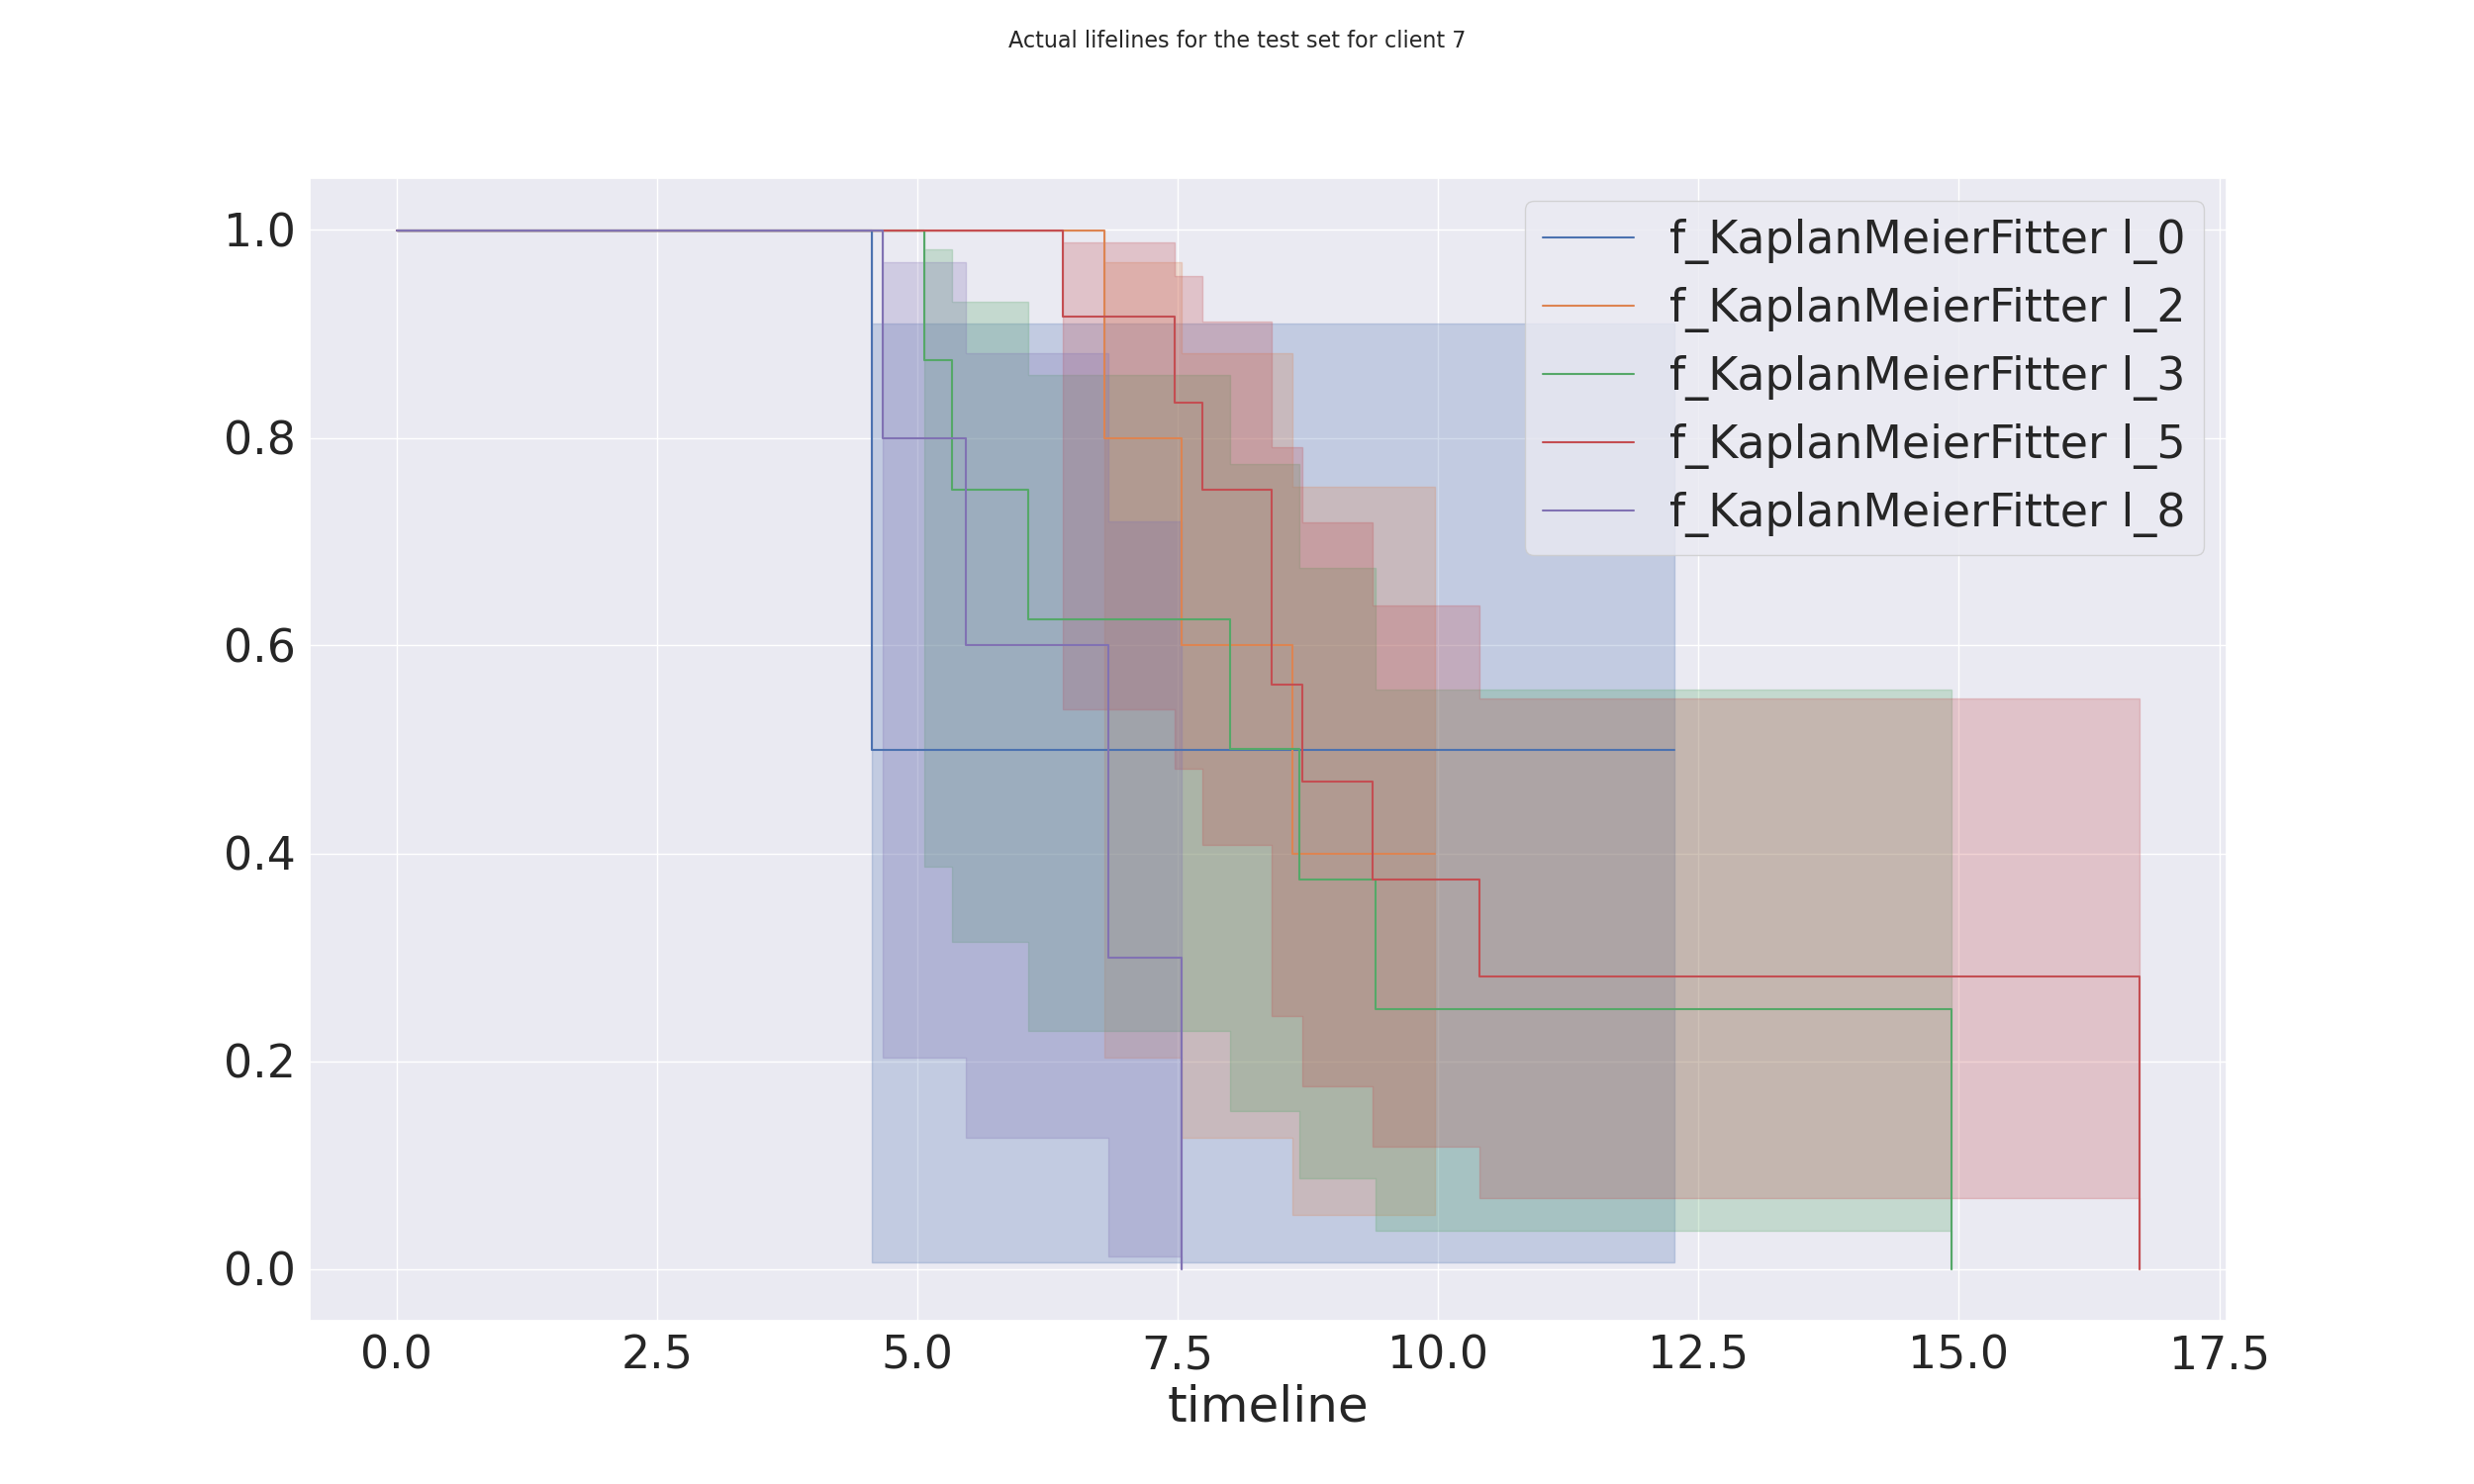 Actual lifelines for the test set for client 7
f_KaplanMeierFitter l_0
f_KaplanMeierFitter l_2
f_KaplanMeierFitter l_3
f_KaplanMeierFitter l_5
f_KaplanMeierFitter l_8
1.0
0.8
0.6
0.4
0.2
0.0
0.0 2.5 5.0 7.5 10.0 12.5 15.0 17.5
timeline